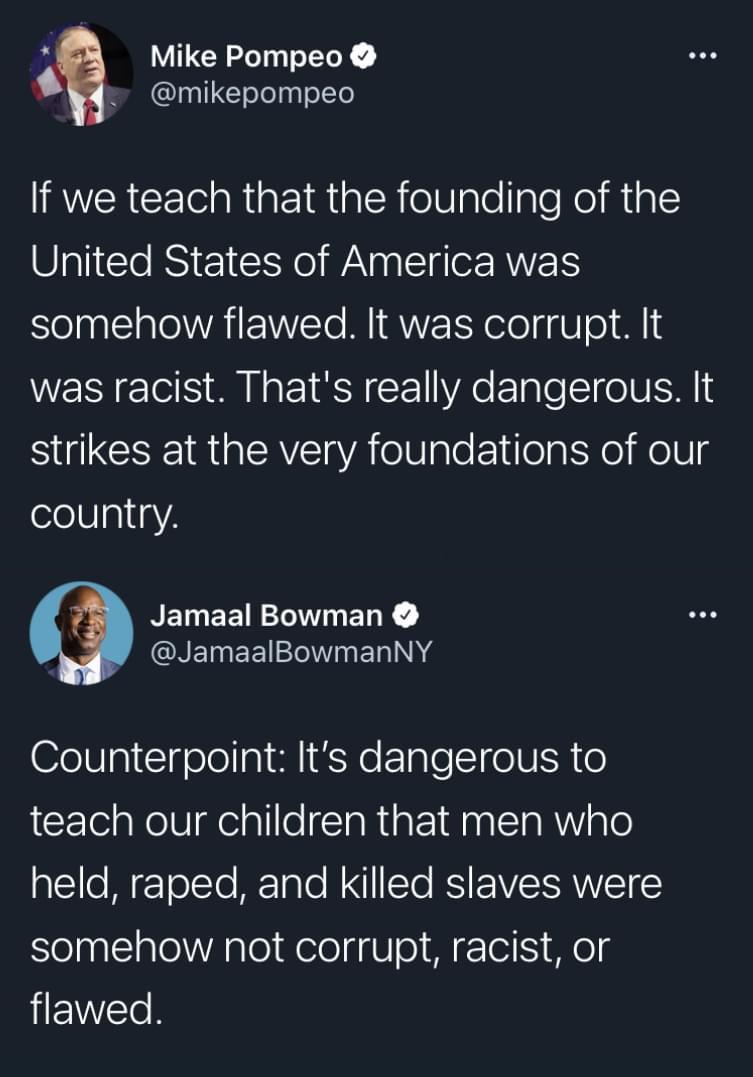 Mike Pompeo
@mikepompeo
If we teach that the founding of the
United States of America was
somehow flawed. It was corrupt. It
was racist. That's really dangerous. It
strikes at the very foundations of our
country.
Jamaal Bowman
@JamaalBowmanNY
Counterpoint: It’s dangerous to
teach our children that men who
held, raped, and killed slaves were
somehow not corrupt, racist, or
flawed.